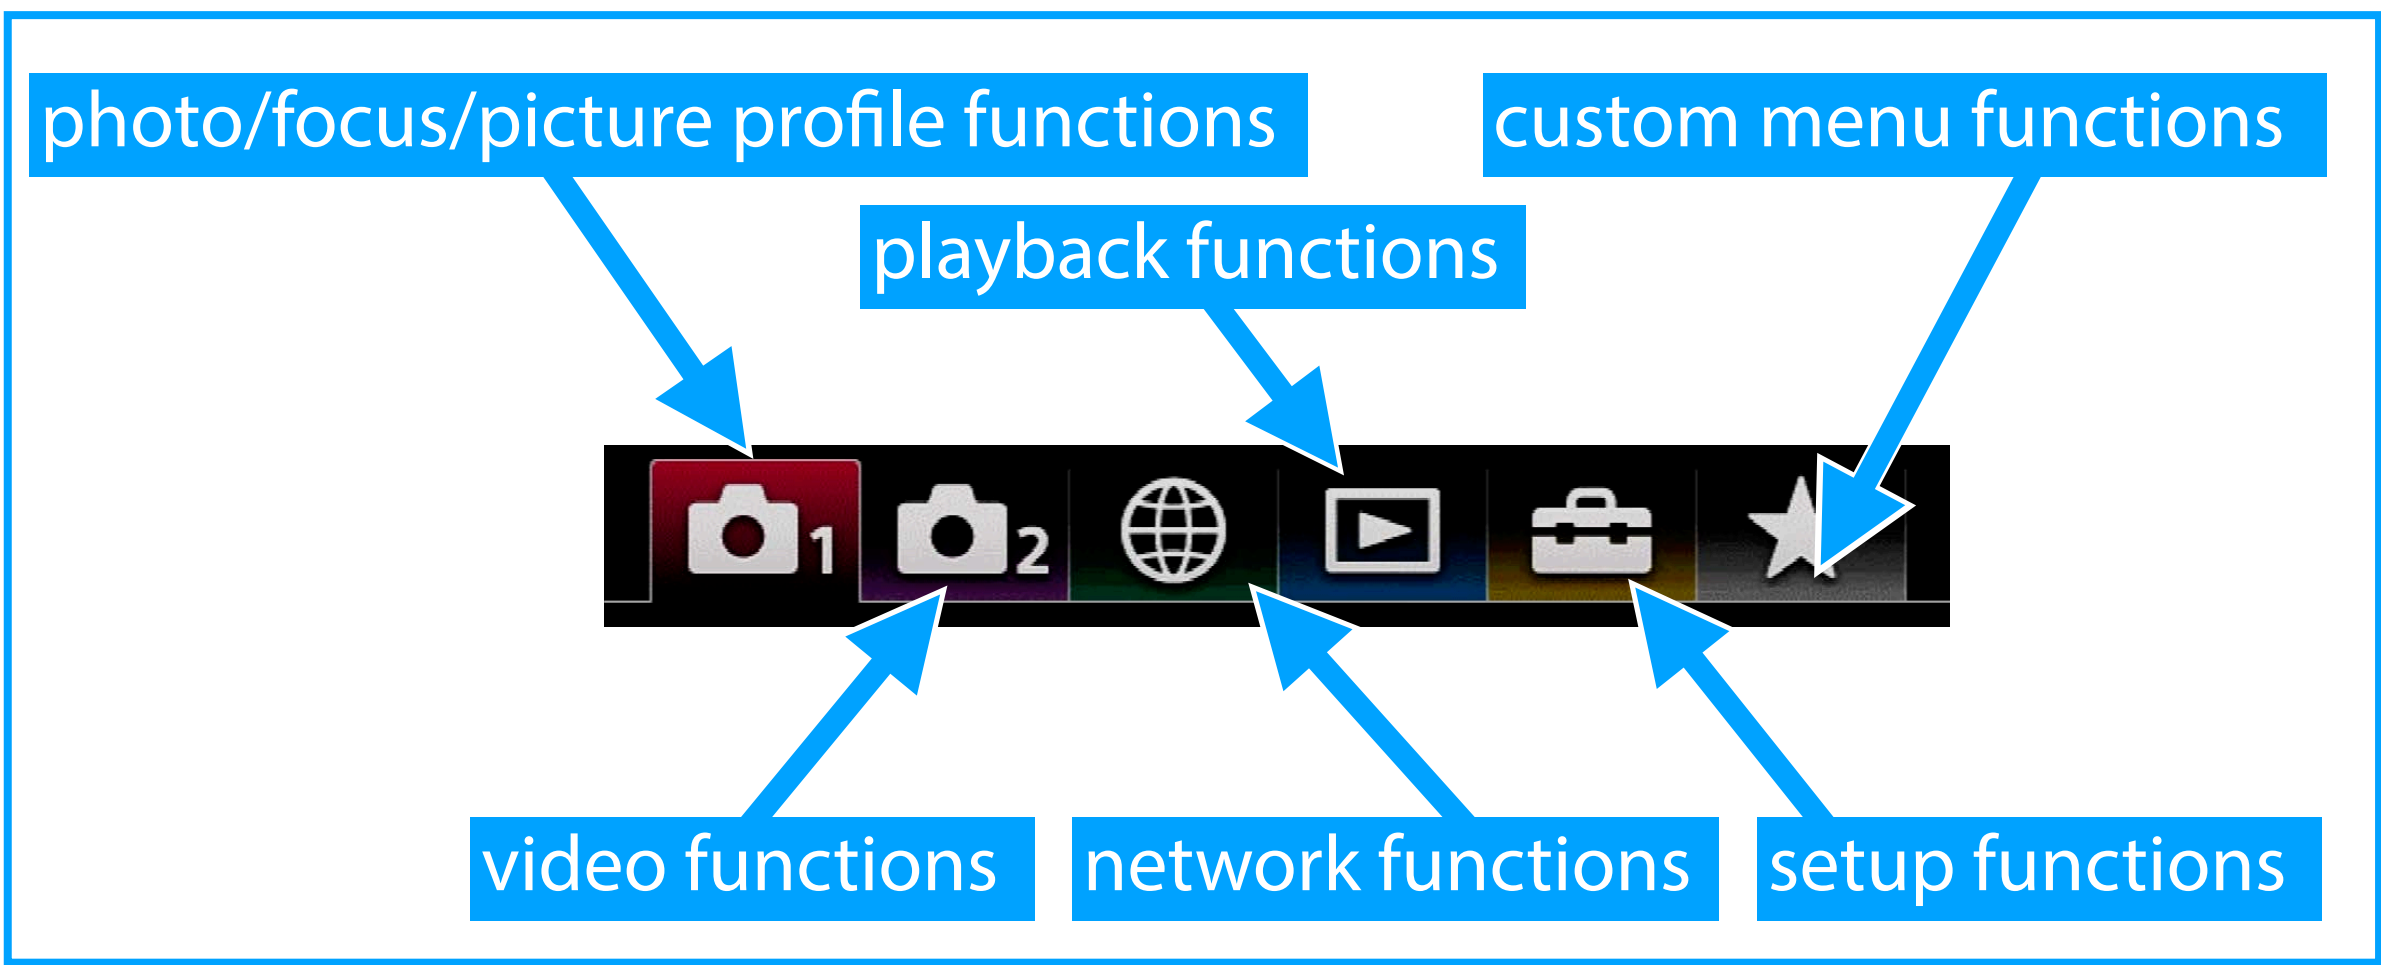 photo/focus/picture profile functions
custom menu functions
playback functions
1
2
video functions
network functions
setup functions